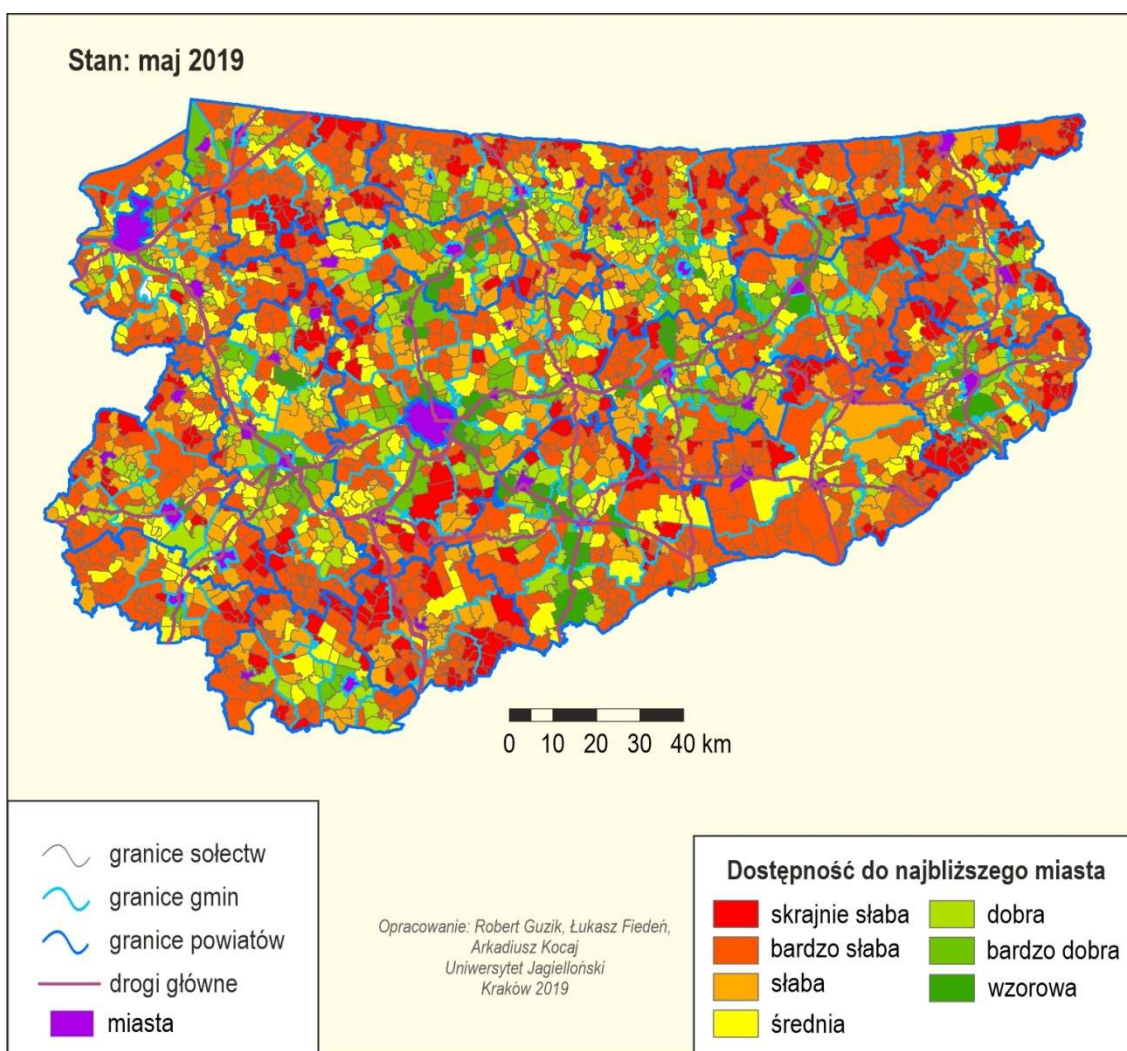 Stan: maj 2019
0 10 20 30 40 km
granice sołectw
granice gmin
granice powiatów
drogi główne
miasta
Opracowanie: Robert Guzik, Łukasz Fiedeń,
Arkadiusz Kocaj
Uniwersytet Jagielloński
Kraków 2019
Dostępność do najbliższego miasta
skrajnie słaba
bardzo słaba
słaba
średnia
dobra
bardzo dobra
wzorowa